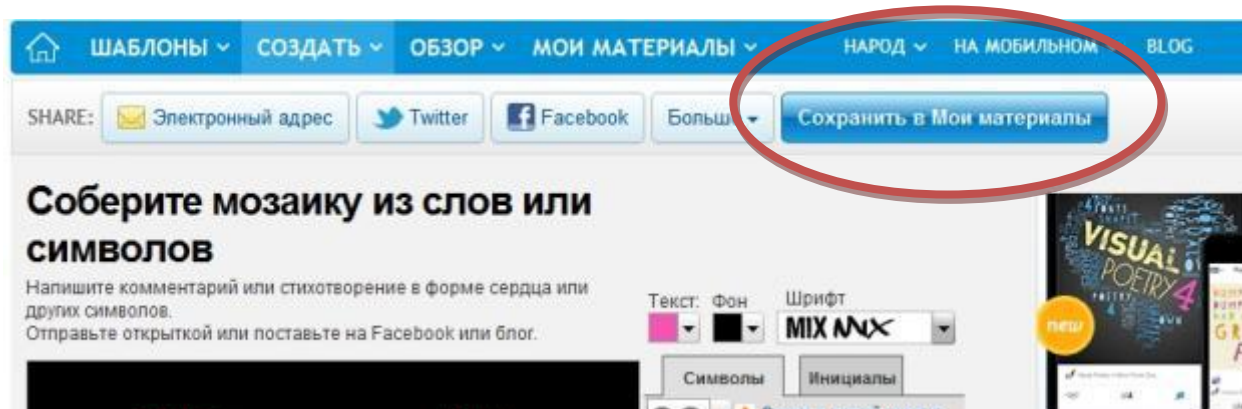 ШАБЛОНЫ СОЗДАТЬ ОБЗОР МОИ МАТЕРИАЛЫ НАРОД НА МОБИЛЬНОМ BLOG
SHARE: Электронный адрес Twitter Facebook Больше Сохранить в Мои материалы
Соберите мозаику из слов или
символов
Напишите комментарий или стихотворение в форме сердца или
других символов.
Отправьте открыткой или поставьте на Facebook или блог.
Текст: Фон Шрифт
MIX
Символы Инициалы
VISUAL
POETRY 4
new